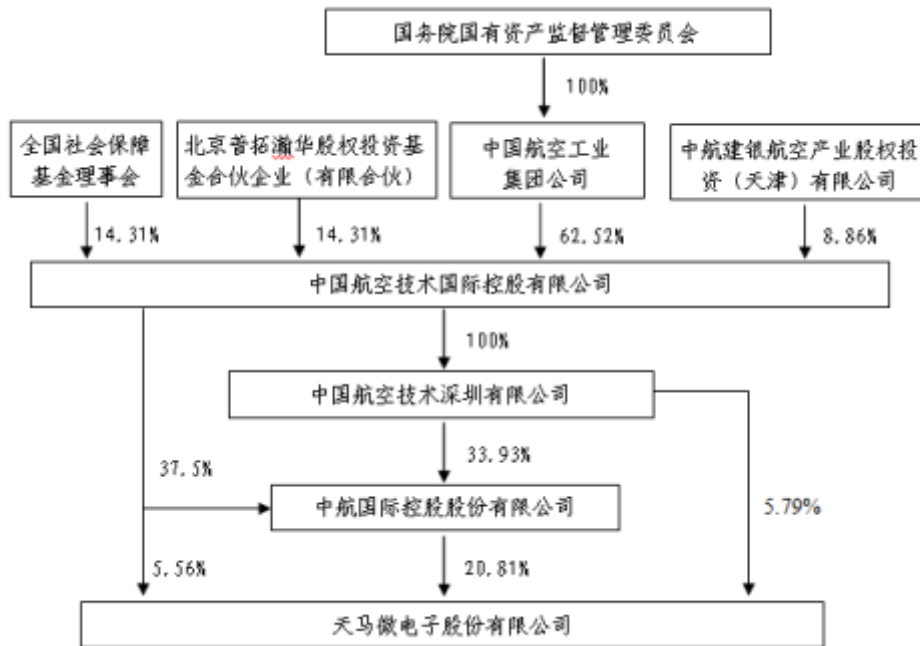 国务院国有资产监督管理委员会
100%
全国社会保障
基金理事会
北京普拓瀚华股权投资基
金合伙企业（有限合伙）
中国航空工业
集团公司
中航建银航空产业股权投
资（天津）有限公司
14.31%
14.31%
62.52%
8.86%
中国航空技术国际控股有限公司
100%
中国航空技术深圳有限公司
37.5%
33.93%
中航国际控股股份有限公司
5.79%
5.56%
20.81%
天马微电子股份有限公司